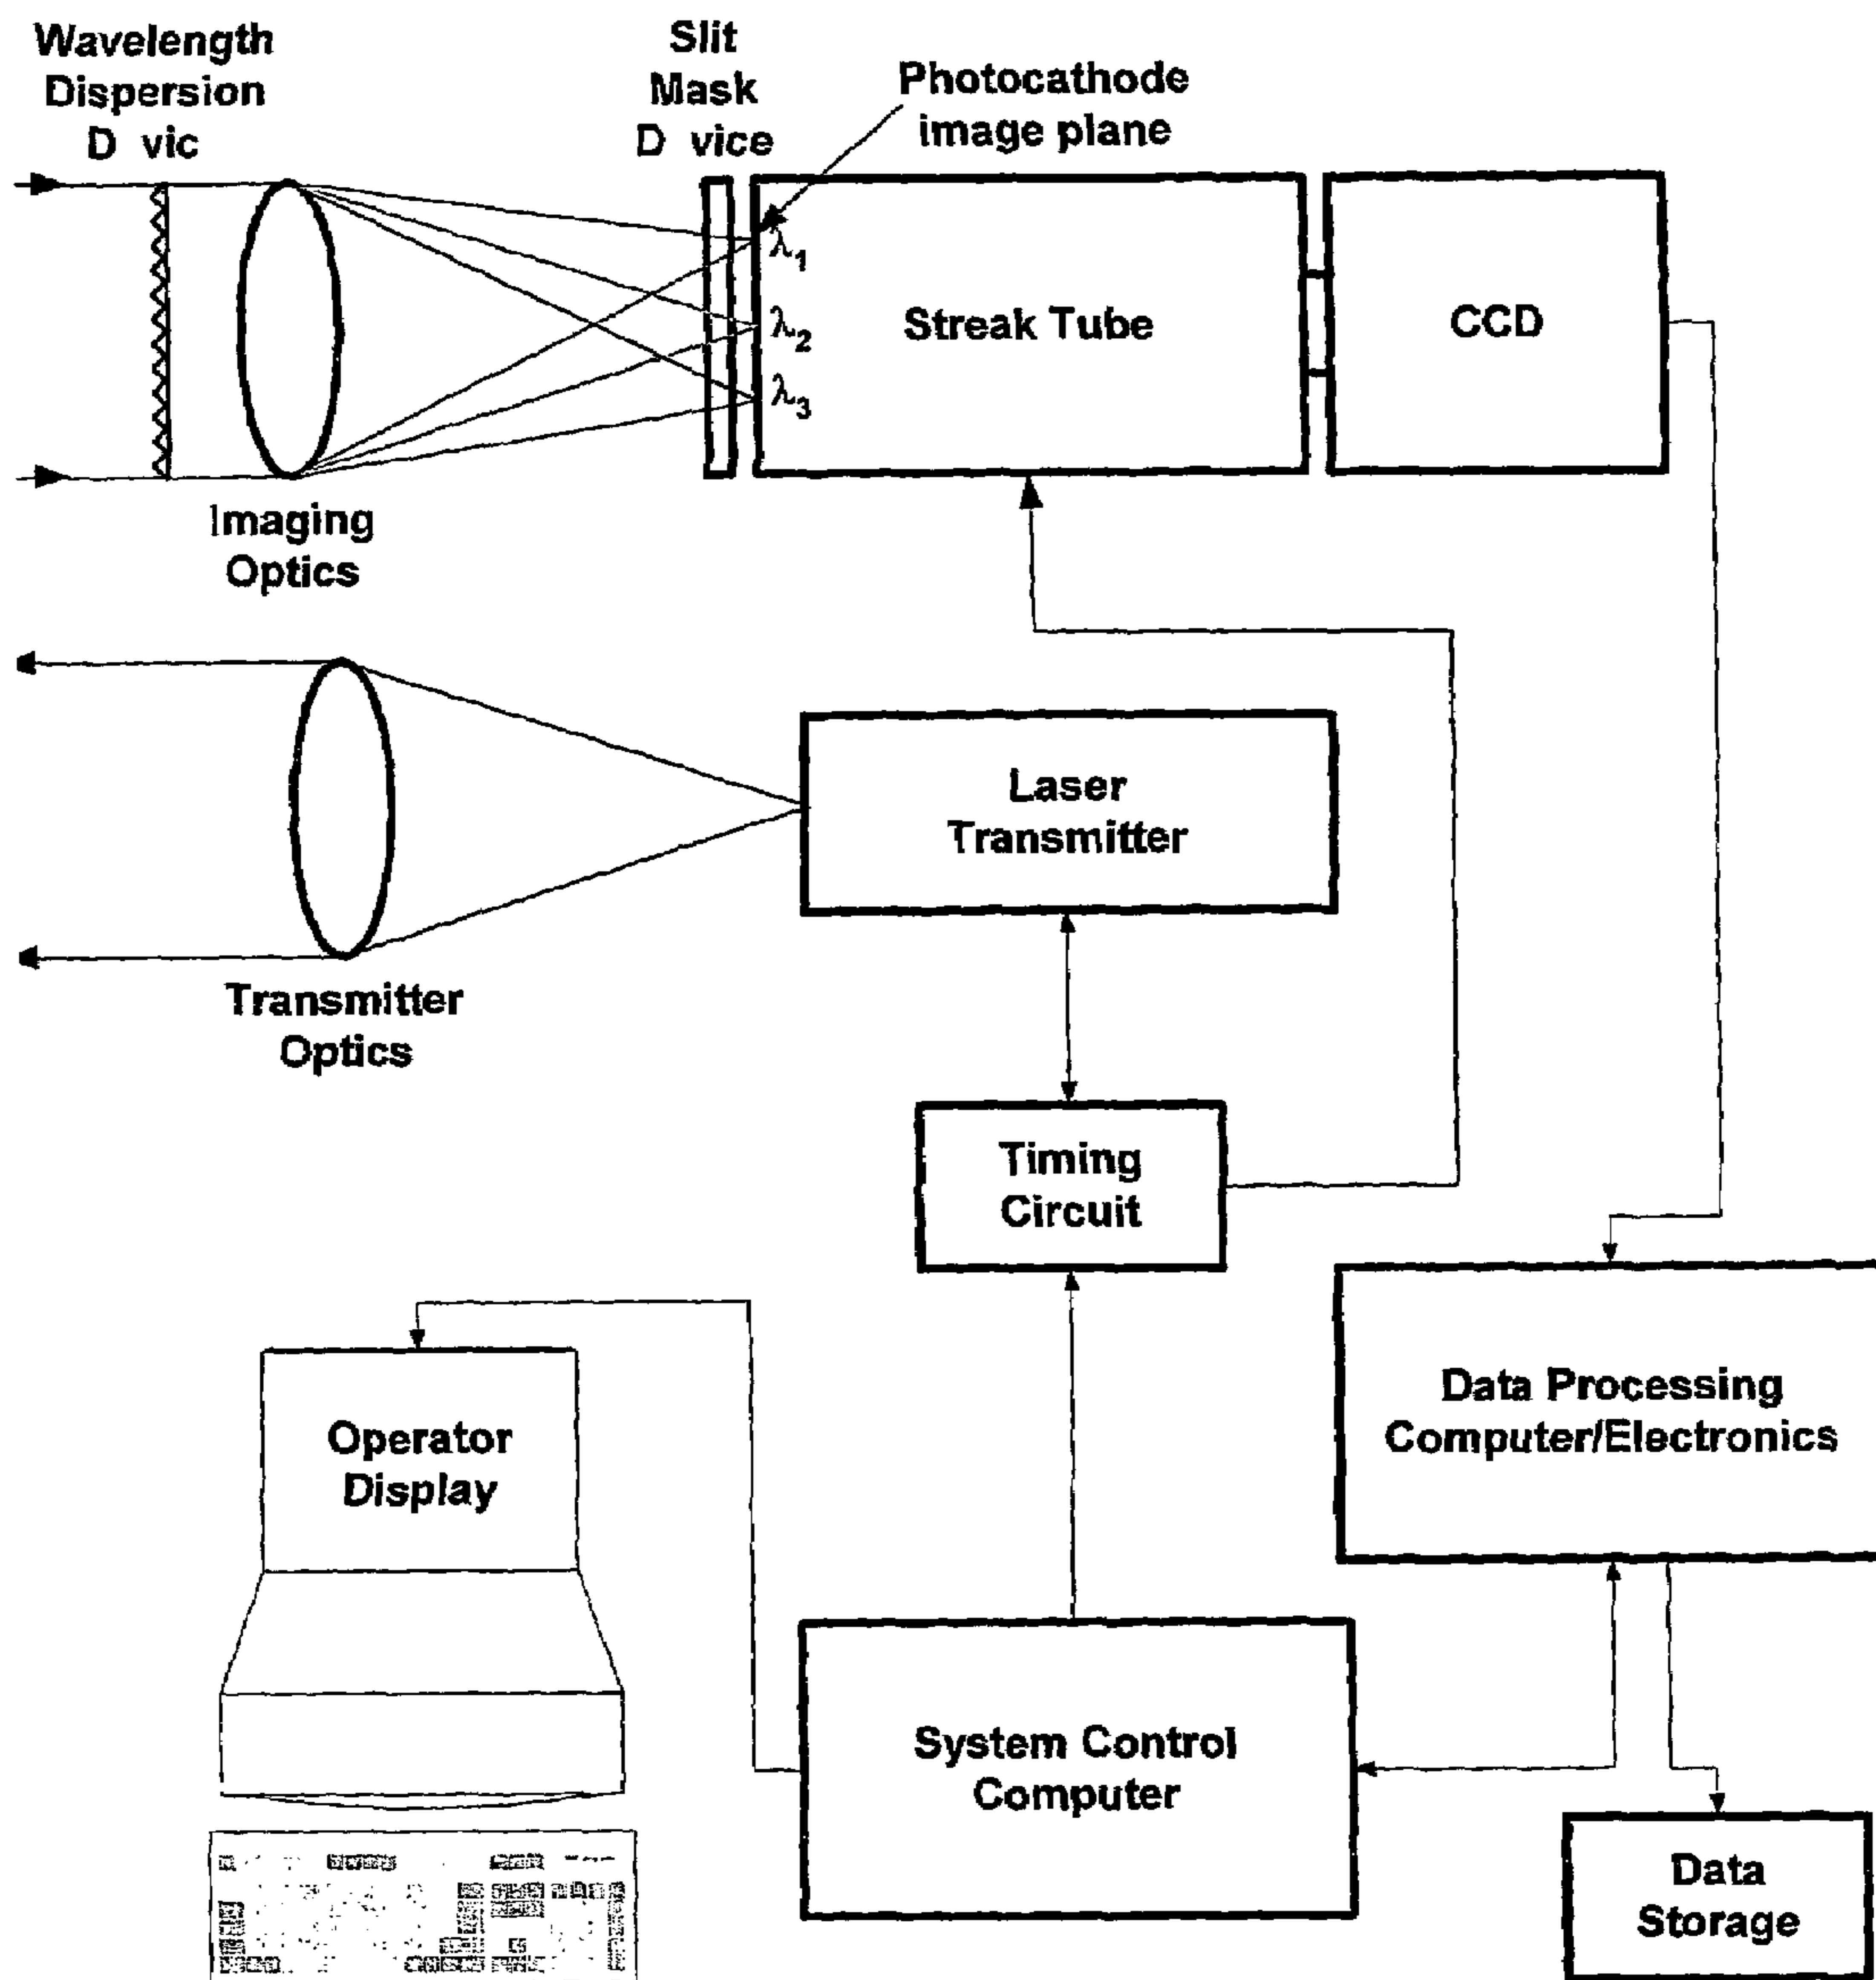 Wavelength
Dispersion
D vic
Slit
Mask
D vice
Photocathode
image plane
λ1
λ2
λ3
Streak Tube
CCD
Imaging
Optics
Laser
Transmitter
Transmitter
Optics
Timing
Circuit
Operator
Display
Data Processing
Computer/Electronics
System Control
Computer
Data
Storage